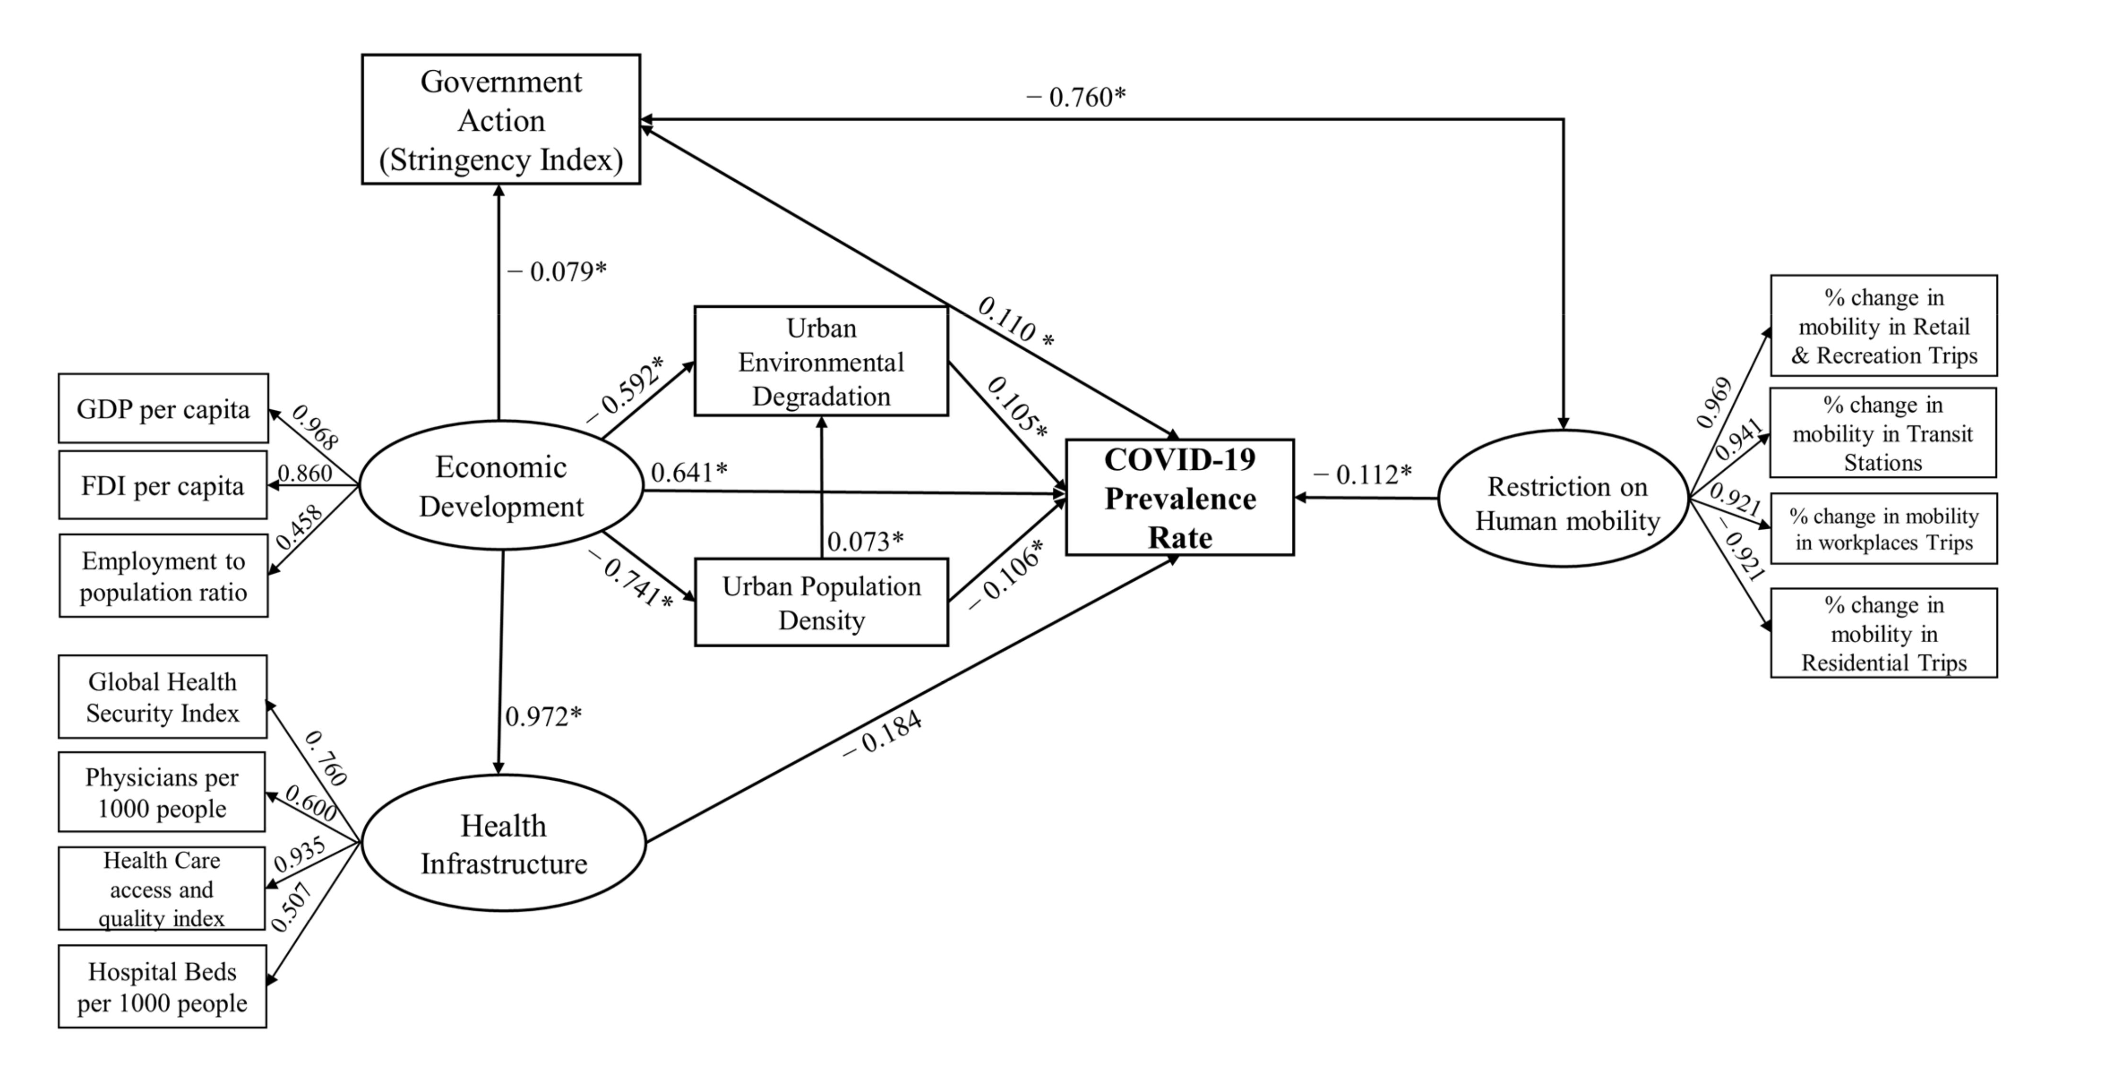 Government
Action
(Stringency Index)
− 0.760*
− 0.079*
0.110 *
Urban
Environmental
Degradation
− 0.592*
0.105*
GDP per capita
FDI per capita
Employment to
population ratio
0.968
0.860
0.458
Economic
Development
0.641*
0.073*
− 0.741*
Urban Population
Density
− 0.106*
COVID-19
Prevalence
Rate
− 0.112*
Restriction on
Human mobility
0.969
0.941
0.921
− 0.921
% change in
mobility in Retail
& Recreation Trips
% change in
mobility in Transit
Stations
% change in mobility
in workplaces Trips
% change in
mobility in
Residential Trips
0.972*
− 0.184
Global Health
Security Index
Physicians per
1000 people
Health Care
access and
quality index
Hospital Beds
per 1000 people
0. 760
0.600
0.935
0.507
Health
Infrastructure